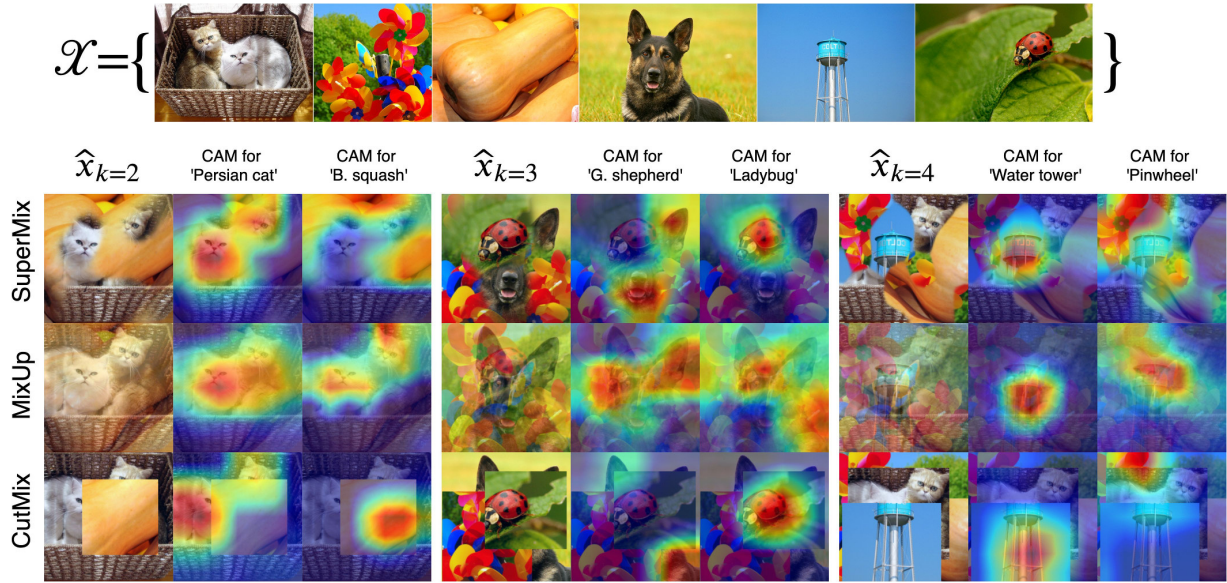 𝒳={ }
x̂ₖ₌₂ CAM for 'Persian cat' CAM for 'B. squash' x̂ₖ₌₃ CAM for 'G. shepherd' CAM for 'Ladybug' x̂ₖ₌₄ CAM for 'Water tower' CAM for 'Pinwheel'
SuperMix
MixUp
CutMix